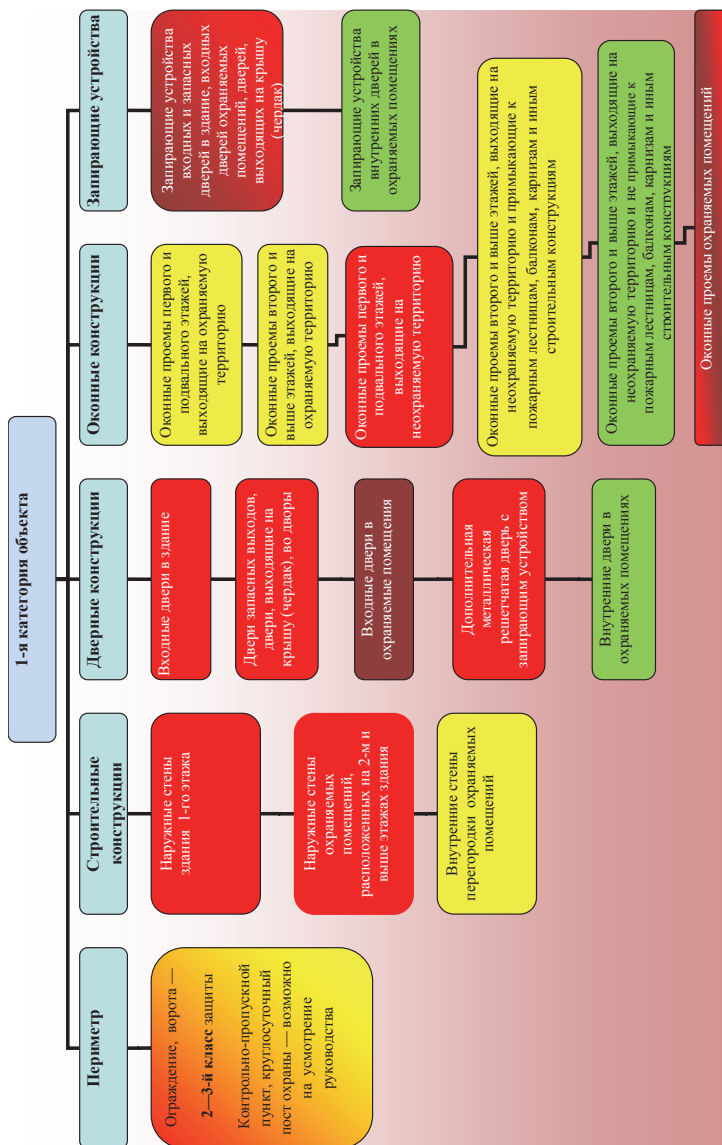 1-я категория объекта
Периметр
Ограждение, ворота —
2—3-й класс защиты
Контрольно-пропускной
пункт, круглосуточный
пост охраны — возможно
на усмотрение
руководства
Строительные
конструкции
Наружные стены
здания 1-го этажа
Наружные стены
охраняемых
помещений,
расположенных на 2-м и
выше этажах здания
Внутренние стены
перегородки охраняемых
помещений
Дверные конструкции
Входные двери в здание
Двери запасных выходов,
двери, выходящие на
крышу (чердак), во дворы
Входные двери в
охраняемые помещения
Дополнительная
металлическая
решетчатая дверь с
запирающим устройством
Внутренние двери в
охраняемых помещениях
Оконные конструкции
Оконные проемы первого и
подвального этажей,
выходящие на охраняемую
территорию
Оконные проемы второго и
выше этажей, выходящие на
охраняемую территорию
Оконные проемы первого и
подвального этажей,
выходящие на
неохраняемую территорию
Оконные проемы второго и выше этажей, выходящие на
неохраняемую территорию и примыкающие к
пожарным лестницам, балконам, карнизам и иным
строительным конструкциям
Оконные проемы второго и выше этажей, выходящие на
неохраняемую территорию и не примыкающие к
пожарным лестницам, балконам, карнизам и иным
строительным конструкциям
Оконные проемы охраняемых помещений
Запирающие устройства
Запирающие устройства
входных и запасных
дверей в здание, входных
дверей охраняемых
помещений, дверей,
выходящих на крышу
(чердак)
Запирающие устройства
внутренних дверей в
охраняемых помещениях